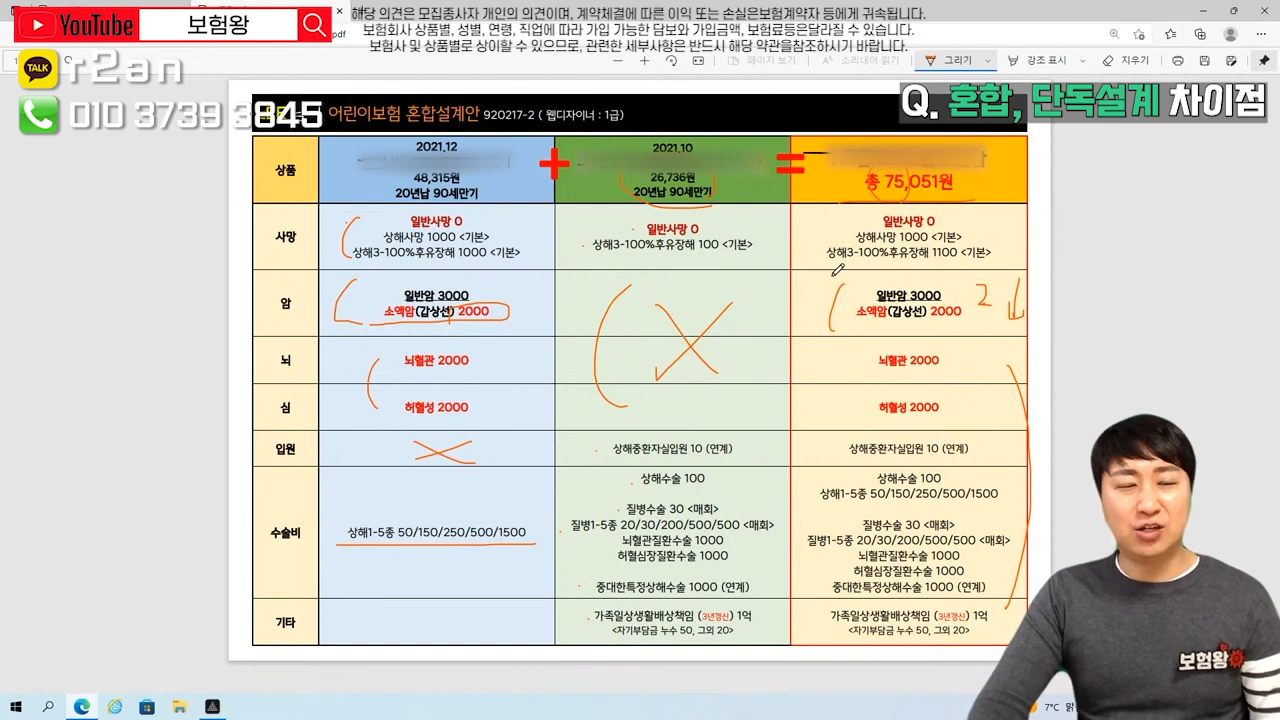 해당 의견은 모집종사자 개인의 의견이며, 계약체결에 따른 이익 또는 손실은보험계약자 등에게 귀속됩니다.
보험회사 상품별, 성별, 연령, 직업에 따라 가입 가능한 담보와 가입금액, 보험료등은달라질 수 있습니다.
보험사 및 상품별로 상이할 수 있으므로, 관련한 세부사항은 반드시 해당 약관을참조하시기 바랍니다.
YouTube 보험왕
pdf
TALK r2an
010 3739 3845
페이지 보기 소리내어 읽기 그리기 강조 표시 지우기
Q. 혼합, 단독설계 차이점
어린이보험 혼합설계안 920217-2 ( 웹디자이너 : 1급)
상품
2021.12
48,315원
20년납 90세만기
+
2021.10
26,736원
20년납 90세만기
=
총 75,051원
사망
일반사망 0
상해사망 1000 <기본>
상해3-100%후유장해 1000 <기본>
일반사망 0
상해3-100%후유장해 100 <기본>
일반사망 0
상해사망 1000 <기본>
상해3-100%후유장해 1100 <기본>
암
일반암 3000
소액암(갑상선) 2000
일반암 3000
소액암(갑상선) 2000
2
뇌
뇌혈관 2000
뇌혈관 2000
심
허혈성 2000
허혈성 2000
입원
상해중환자실입원 10 (연계)
상해중환자실입원 10 (연계)
수술비
상해1-5종 50/150/250/500/1500
상해수술 100
질병수술 30 <매회>
질병1-5종 20/30/200/500/500 <매회>
뇌혈관질환수술 1000
허혈심장질환수술 1000
중대한특정상해수술 1000 (연계)
상해수술 100
상해1-5종 50/150/250/500/1500
질병수술 30 <매회>
질병1-5종 20/30/200/500/500 <매회>
뇌혈관질환수술 1000
허혈심장질환수술 1000
중대한특정상해수술 1000 (연계)
기타
가족일상생활배상책임 (3년갱신) 1억
<자기부담금 누수 50, 그외 20>
가족일상생활배상책임 (3년갱신) 1억
<자기부담금 누수 50, 그외 20>
보험왕
7°C